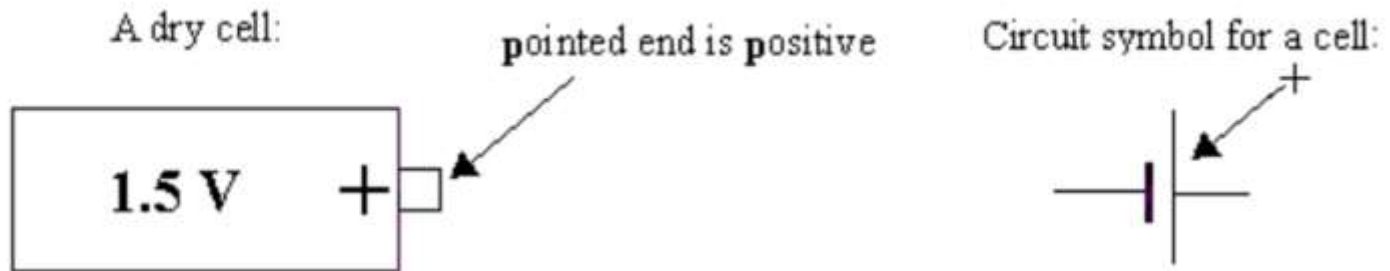 A dry cell:
pointed end is positive
Circuit symbol for a cell:
+
1.5 V +